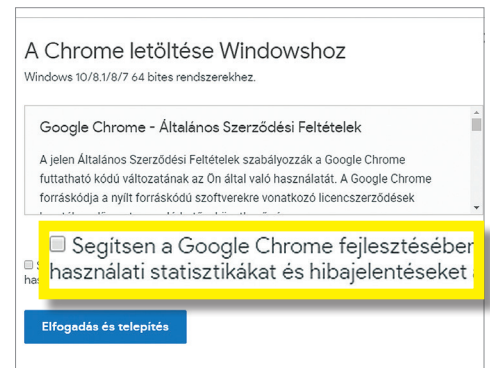 A Chrome letöltése Windowshoz
Windows 10/8.1/8/7 64 bites rendszerekhez.
Google Chrome - Általános Szerződési Feltételek
A jelen Általános Szerződési Feltételek szabályozzák a Google Chrome
futtatható kódú változatának az Ön által való használatát. A Google Chrome
forráskódja a nyílt forráskódú szoftverekre vonatkozó licencszerződések
Segítsen a Google Chrome fejlesztésében
használati statisztikákat és hibajelentéseket
Elfogadás és telepítés